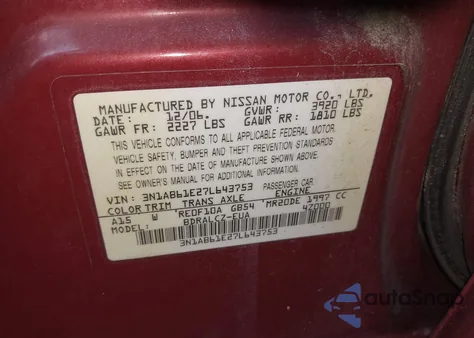 MANUFACTURED BY NISSAN MOTOR CO., LTD.
DATE: 12/06. GVWR: 3920 LBS
GAWR FR: 2227 LBS GAWR RR: 1810 LBS
THIS VEHICLE CONFORMS TO ALL APPLICABLE FEDERAL MOTOR
VEHICLE SAFETY, BUMPER AND THEFT PREVENTION STANDARDS
IN EFFECT ON THE DATE OF MANUFACTURE SHOWN ABOVE.
SEE OWNER'S MANUAL FOR ADDITIONAL INFORMATION.
VIN: 3N1AB61E27L643753 PASSENGER CAR
COLOR TRIM TRANS AXLE ENGINE
A15 W RE0F10A GB54 MR20DE 1997 CC
MODEL: BDRALCZ-EUA 47000
3N1AB61E27L643753
autoSnap